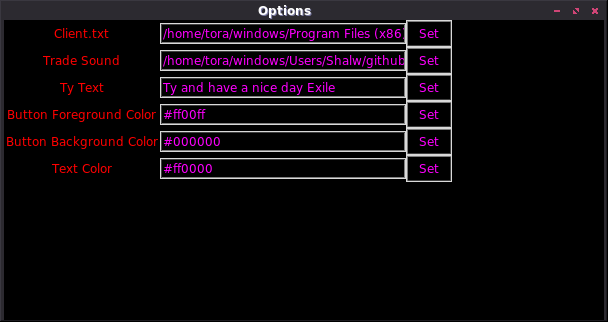 Options
Client.txt /home/tora/windows/Program Files (x86) Set
Trade Sound /home/tora/windows/Users/Shalw/github Set
Ty Text Ty and have a nice day Exile Set
Button Foreground Color #ff00ff Set
Button Background Color #000000 Set
Text Color #ff0000 Set